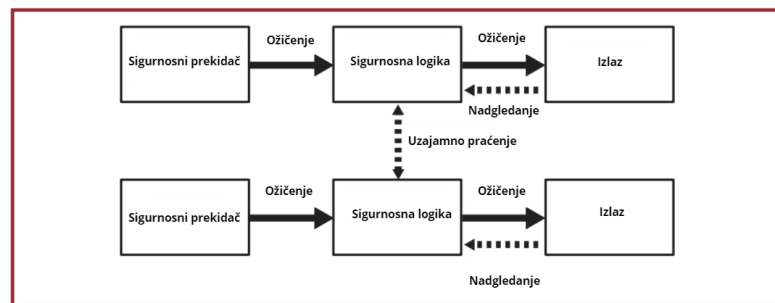 Ožičenje
Ožičenje
Sigurnosni prekidač
Sigurnosna logika
Izlaz
Nadgledanje
Uzajamno praćenje
Ožičenje
Ožičenje
Sigurnosni prekidač
Sigurnosna logika
Izlaz
Nadgledanje